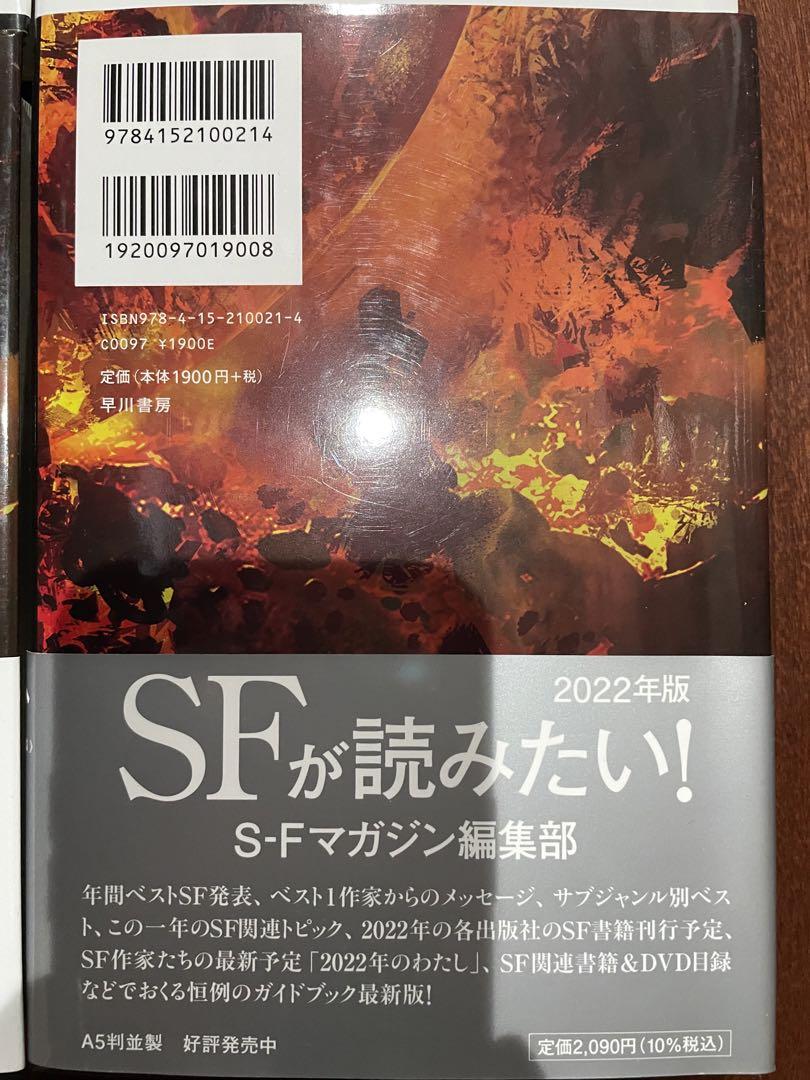 9784152100214
1920097019008
ISBN978-4-15-210021-4
C0097 ¥1900E
定価(本体1900円+税)
早川書房
2022年版
SFが読みたい!
S-Fマガジン編集部
年間ベストSF発表、ベスト1作家からのメッセージ、サブジャンル別ベス
ト、この一年のSF関連トピック、2022年の各出版社のSF書籍刊行予定、
SF作家たちの最新予定「2022年のわたし」、SF関連書籍&DVD目録
などでおくる恒例のガイドブック最新版!
A5判並製 好評発売中
定価2,090円(10%税込)